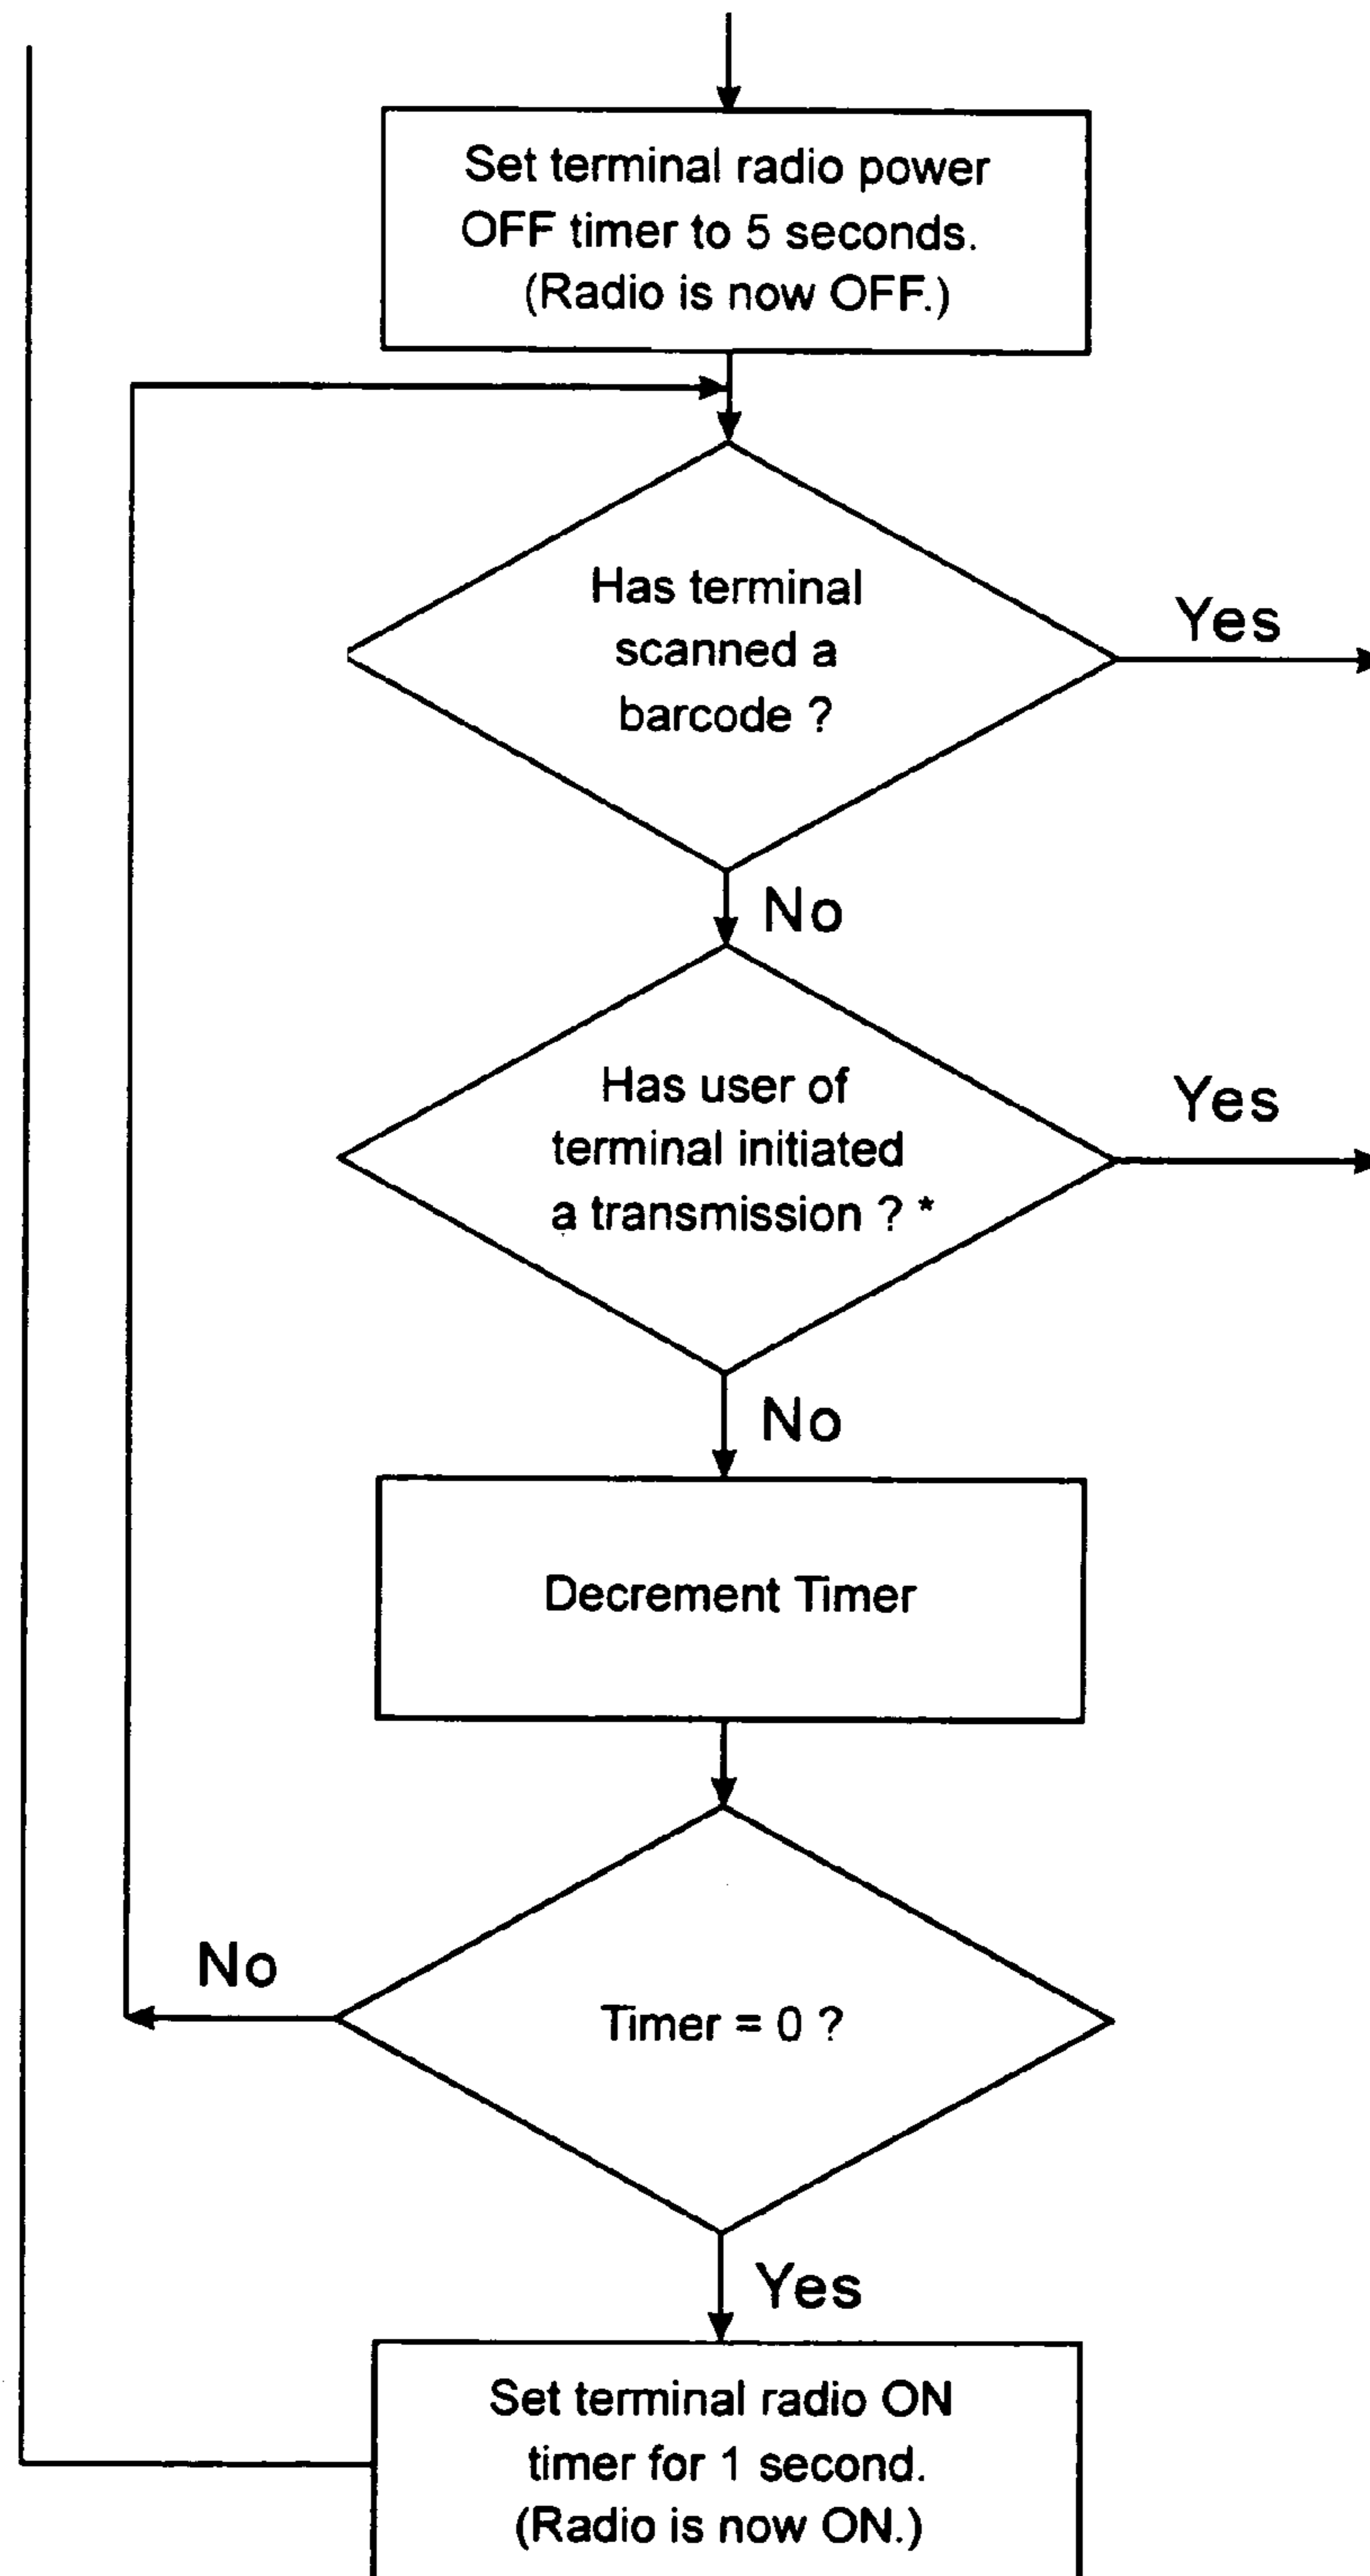 Set terminal radio power
OFF timer to 5 seconds.
(Radio is now OFF.)
Has terminal
scanned a
barcode ?
Yes
No
Has user of
terminal initiated
a transmission ? *
Yes
No
Decrement Timer
Timer = 0 ?
No
Yes
Set terminal radio ON
timer for 1 second.
(Radio is now ON.)